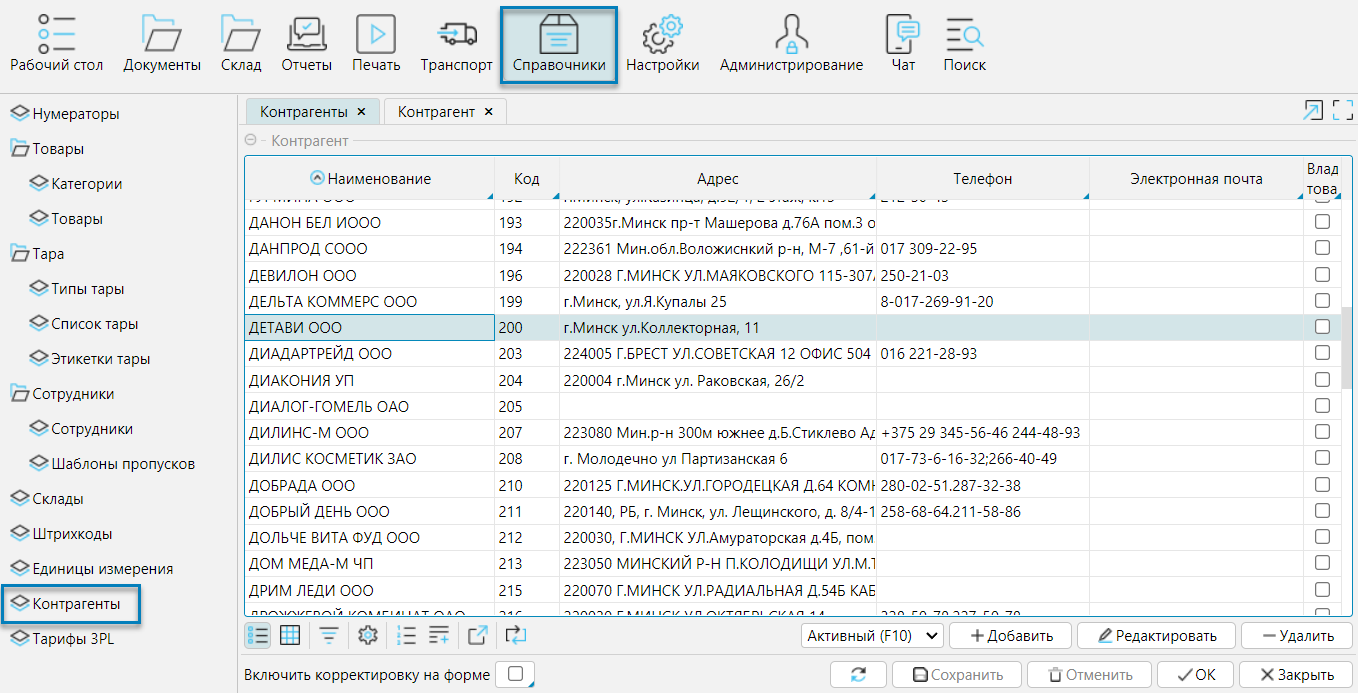 Рабочий стол Документы Склад Отчеты Печать Транспорт Справочники Настройки Администрирование Чат Поиск
Нумераторы
Товары
Категории
Товары
Тара
Типы тары
Список тары
Этикетки тары
Сотрудники
Сотрудники
Шаблоны пропусков
Склады
Штрихкоды
Единицы измерения
Контрагенты
Тарифы 3PL
Контрагенты × Контрагент ×
Контрагент
Наименование Код Адрес Телефон Электронная почта Влад
това
ДАНОН БЕЛ ИООО 193 220035г.Минск пр-т Машерова д.76А пом.3 о
ДАНПРОД СООО 194 222361 Мин.обл.Воложиснкий р-н, М-7 ,61-й 017 309-22-95
ДЕВИЛОН ООО 196 220028 Г.МИНСК УЛ.МАЯКОВСКОГО 115-307А 250-21-03
ДЕЛЬТА КОММЕРС ООО 199 г.Минск, ул.Я.Купалы 25 8-017-269-91-20
ДЕТАВИ ООО 200 г.Минск ул.Коллекторная, 11
ДИАДАРТРЕЙД ООО 203 224005 Г.БРЕСТ УЛ.СОВЕТСКАЯ 12 ОФИС 504 016 221-28-93
ДИАКОНИЯ УП 204 220004 г.Минск ул. Раковская, 26/2
ДИАЛОГ-ГОМЕЛЬ ОАО 205
ДИЛИНС-М ООО 207 223080 Мин.р-н 300м южнее д.Б.Стиклево Ад +375 29 345-56-46 244-48-93
ДИЛИС КОСМЕТИК ЗАО 208 г. Молодечно ул Партизанская 6 017-73-6-16-32;266-40-49
ДОБРАДА ООО 210 220125 Г.МИНСК.УЛ.ГОРОДЕЦКАЯ Д.64 КОМН 280-02-51.287-32-38
ДОБРЫЙ ДЕНЬ ООО 211 220140, РБ, г. Минск, ул. Лещинского, д. 8/4-1 258-68-64.211-58-86
ДОЛЬЧЕ ВИТА ФУД ООО 212 220030, Г.МИНСК УЛ.Амураторская д.4Б, пом
ДОМ МЕДА-М ЧП 213 223050 МИНСКИЙ Р-Н П.КОЛОДИЩИ УЛ.М.Т
ДРИМ ЛЕДИ ООО 215 220070 Г.МИНСК УЛ.РАДИАЛЬНАЯ Д.54Б КАБ
Активный (F10) Добавить Редактировать Удалить
Включить корректировку на форме Сохранить Отменить OK Закрыть